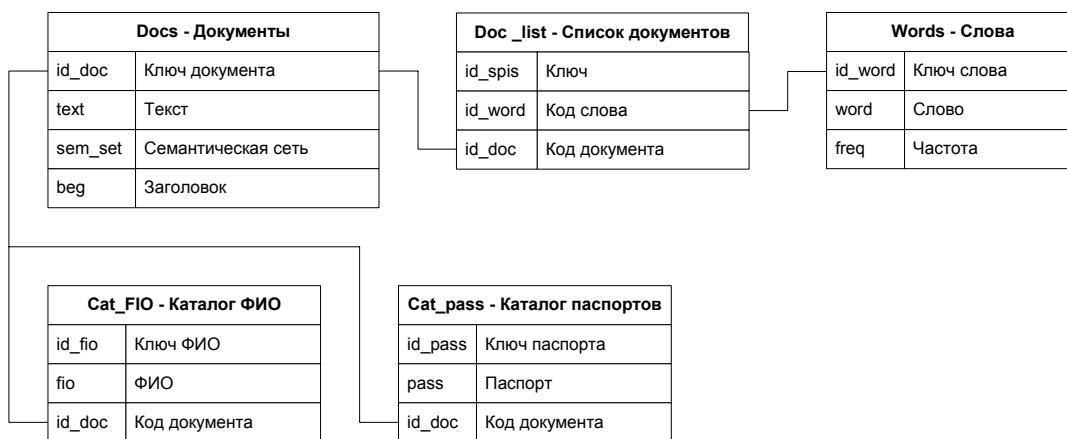 Docs - Документы
id_doc Ключ документа
text Текст
sem_set Семантическая сеть
beg Заголовок
Doc _list - Список документов
id_spis Ключ
id_word Код слова
id_doc Код документа
Words - Слова
id_word Ключ слова
word Слово
freq Частота
Cat_FIO - Каталог ФИО
id_fio Ключ ФИО
fio ФИО
id_doc Код документа
Cat_pass - Каталог паспортов
id_pass Ключ паспорта
pass Паспорт
id_doc Код документа